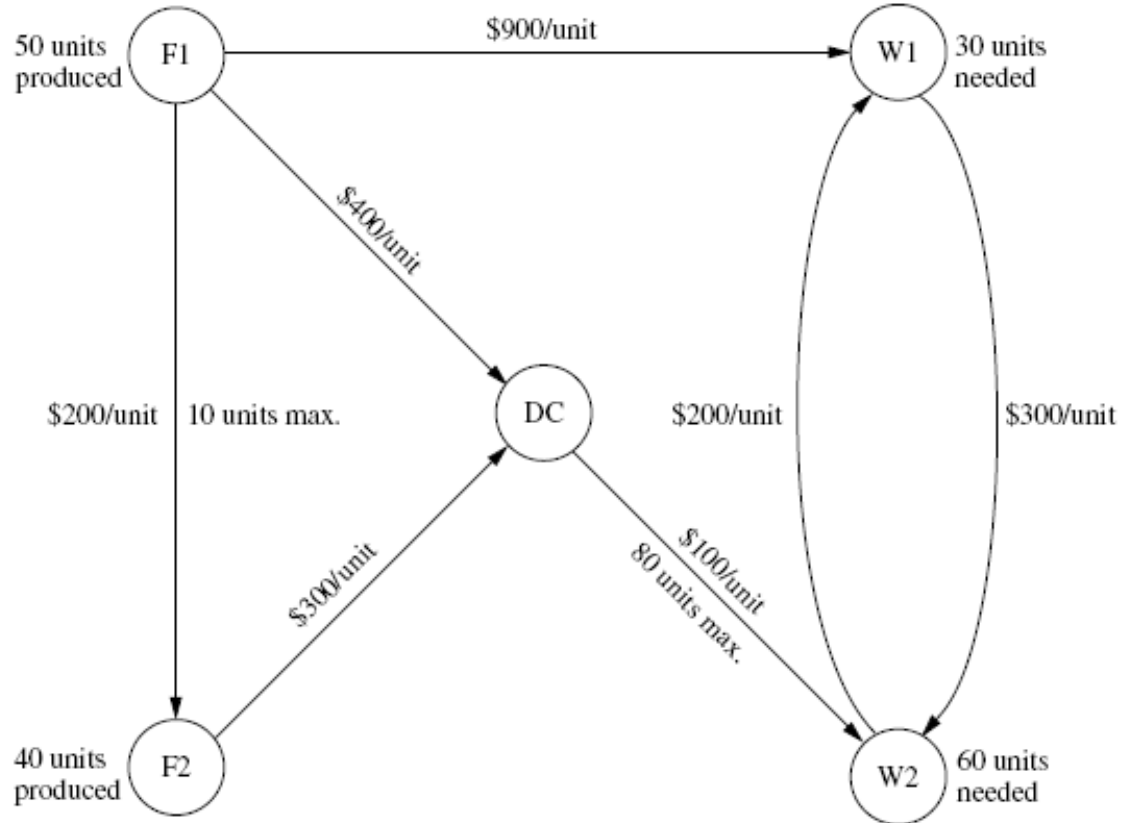 $900/unit
50 units
produced
F1
W1
30 units
needed
$400/unit
$200/unit
10 units max.
DC
$200/unit
$300/unit
$300/unit
$100/unit
80 units max.
40 units
produced
F2
W2
60 units
needed